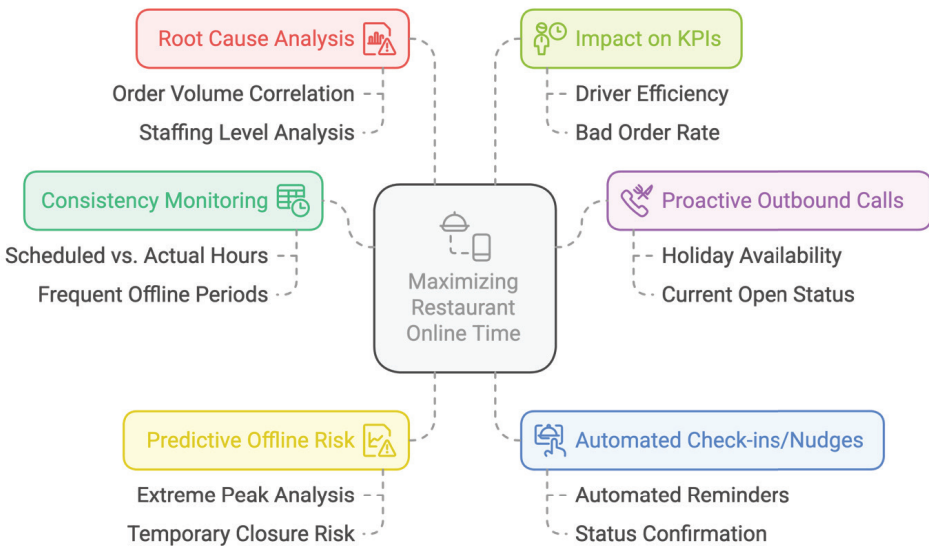 Root Cause Analysis
Order Volume Correlation
Staffing Level Analysis
Impact on KPIs
Driver Efficiency
Bad Order Rate
Consistency Monitoring
Scheduled vs. Actual Hours
Frequent Offline Periods
Maximizing
Restaurant
Online Time
Proactive Outbound Calls
Holiday Availability
Current Open Status
Predictive Offline Risk
Extreme Peak Analysis
Temporary Closure Risk
Automated Check-ins/Nudges
Automated Reminders
Status Confirmation